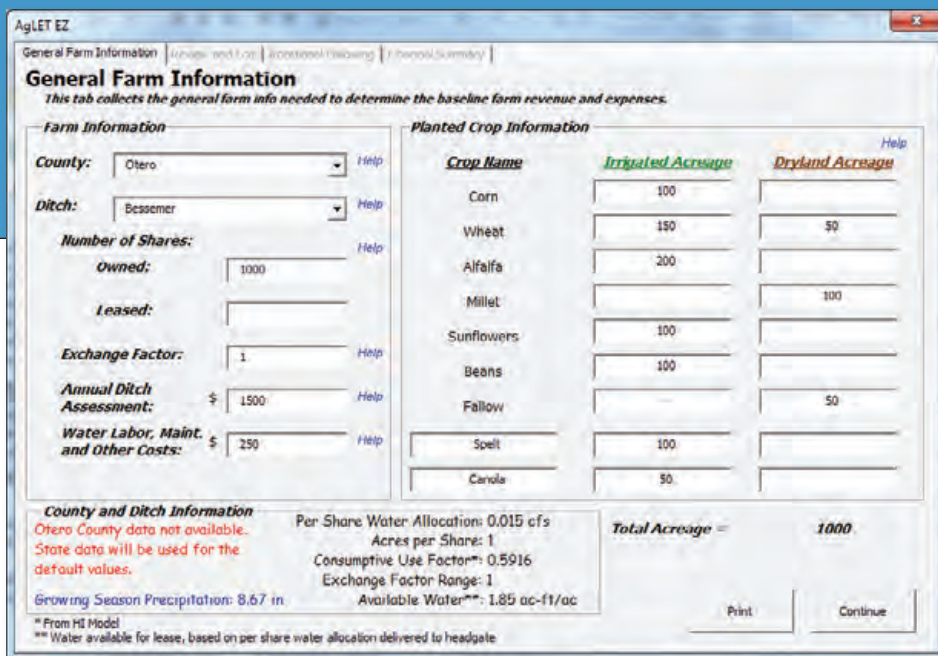 AgLET EZ
General Farm Information
General Farm Information
This tab collects the general farm info needed to determine the baseline farm revenue and expenses.
Farm Information
County: Otero Help
Ditch: Bessemer Help
Number of Shares: Help
Owned: 1000
Leased:
Exchange Factor: 1 Help
Annual Ditch Assessment: $ 1500 Help
Water Labor, Maint. and Other Costs: $ 250 Help
Planted Crop Information
Help
Crop Name Irrigated Acreage Dryland Acreage
Corn 100
Wheat 150 50
Alfalfa 200
Millet 100
Sunflowers 100
Beans 100
Fallow 50
Spelt 100
Canola 50
County and Ditch Information
Otero County data not available.
State data will be used for the
default values.
Growing Season Precipitation: 8.67 in
Per Share Water Allocation: 0.015 cfs
Acres per Share: 1
Consumptive Use Factor*: 0.5916
Exchange Factor Range: 1
Available Water**: 1.85 ac-ft/ac
Total Acreage = 1000
Print Continue
* From HI Model
** Water available for lease, based on per share water allocation delivered to headgate